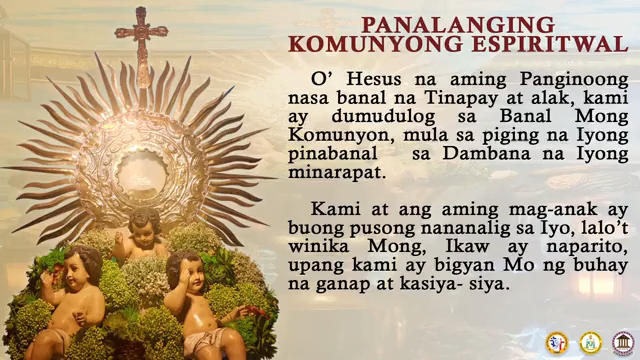 PANALANGING
KOMUNYONG ESPIRITWAL
O' Hesus na aming Panginoong
nasa banal na Tinapay at alak, kami
ay dumudulog sa Banal Mong
Komunyon, mula sa piging na Iyong
pinabanal sa Dambana na Iyong
minarapat.
Kami at ang aming mag-anak ay
buong pusong nananalig sa Iyo, lalo't
winika Mong, Ikaw ay naparito,
upang kami ay bigyan Mo ng buhay
na ganap at kasiya- siya.